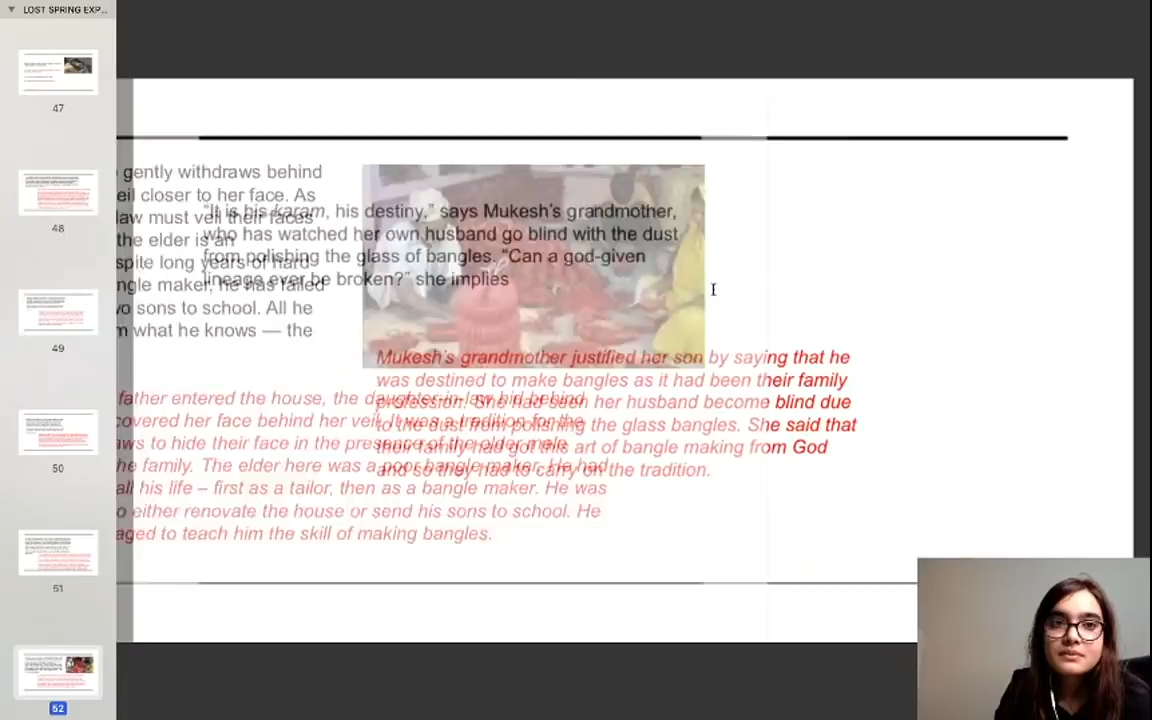 LOST SPRING EXP...
47
48
49
50
51
52
gently withdraws behind
eil closer to her face. As
law must veil their faces
the elder is an
spite long years of hard
ngle maker, he has failed
vo sons to school. All he
m what he knows — the
"It is his karam, his destiny," says Mukesh's grandmother,
who has watched her own husband go blind with the dust
from polishing the glass of bangles. "Can a god-given
lineage ever be broken?" she implies
father entered the house, the daughter-in-law hid behind
covered her face behind her veil. It was a tradition for the
aws to hide their face in the presence of the older male
he family. The elder here was a poor bangle maker. He had
all his life – first as a tailor, then as a bangle maker. He was
o either renovate the house or send his sons to school. He
aged to teach him the skill of making bangles.
Mukesh's grandmother justified her son by saying that he
was destined to make bangles as it had been their family
profession. She had seen her husband become blind due
to the dust from polishing the glass bangles. She said that
their family had got this art of bangle making from God
and so they had to carry on the tradition.